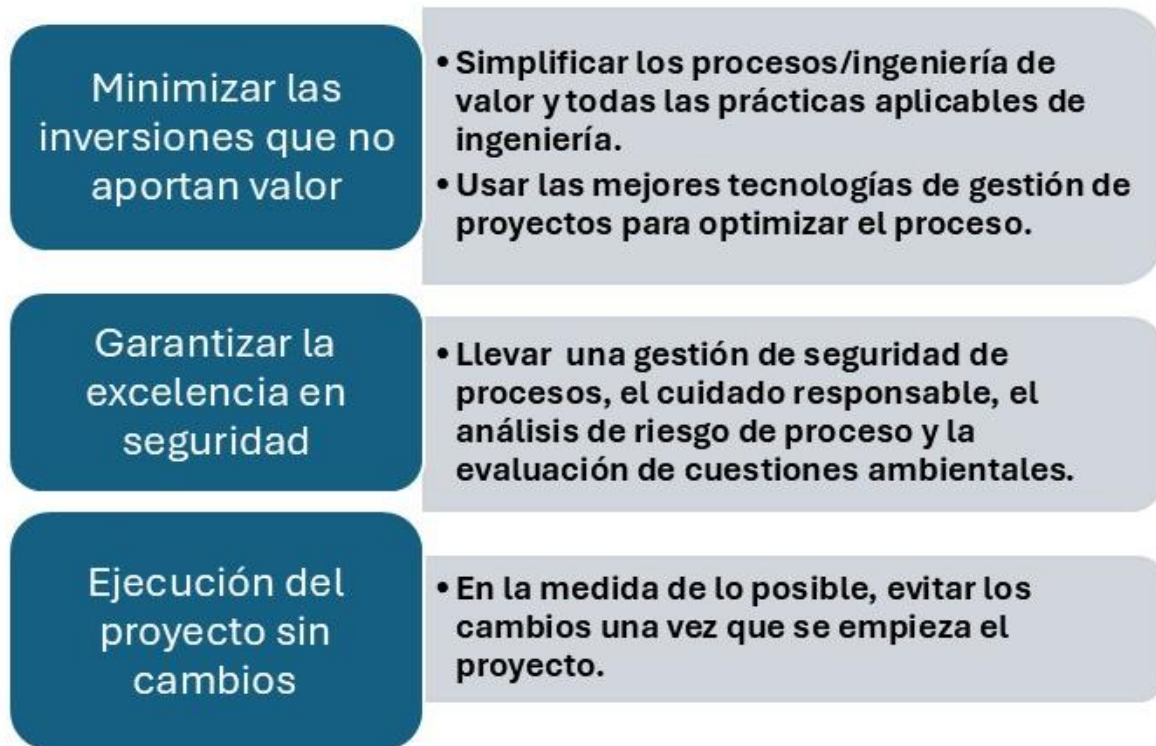 Minimizar las
inversiones que no
aportan valor
• Simplificar los procesos/ingeniería de
valor y todas las prácticas aplicables de
ingeniería.
• Usar las mejores tecnologías de gestión de
proyectos para optimizar el proceso.
Garantizar la
excelencia en
seguridad
• Llevar una gestión de seguridad de
procesos, el cuidado responsable, el
análisis de riesgo de proceso y la
evaluación de cuestiones ambientales.
Ejecución del
proyecto sin
cambios
• En la medida de lo posible, evitar los
cambios una vez que se empieza el
proyecto.